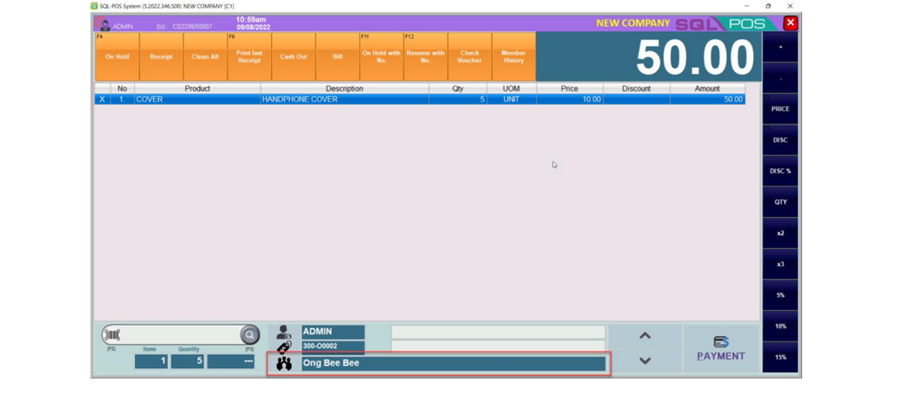 SQL-POS System (5.2022.346.500) NEW COMPANY [C1]
ADMIN Bill CS2208/00007 10:59am NEW COMPANY SQL POS
09/08/2022
F4 F8 F11 F12
On Hold Receipt Clean All Print last Receipt Cash Out Bill On Hold with No. Resume with No. Check Voucher Member History
50.00
No Product Description Qty UOM Price Discount Amount
X 1 COVER HANDPHONE COVER 5 UNIT 10.00 50.00
+
-
PRICE
DISC
DISC %
QTY
x2
x3
5%
10%
15%
[F2] Items Quantity [F3]
1 5 ---
ADMIN
300-O0002
Ong Bee Bee
PAYMENT